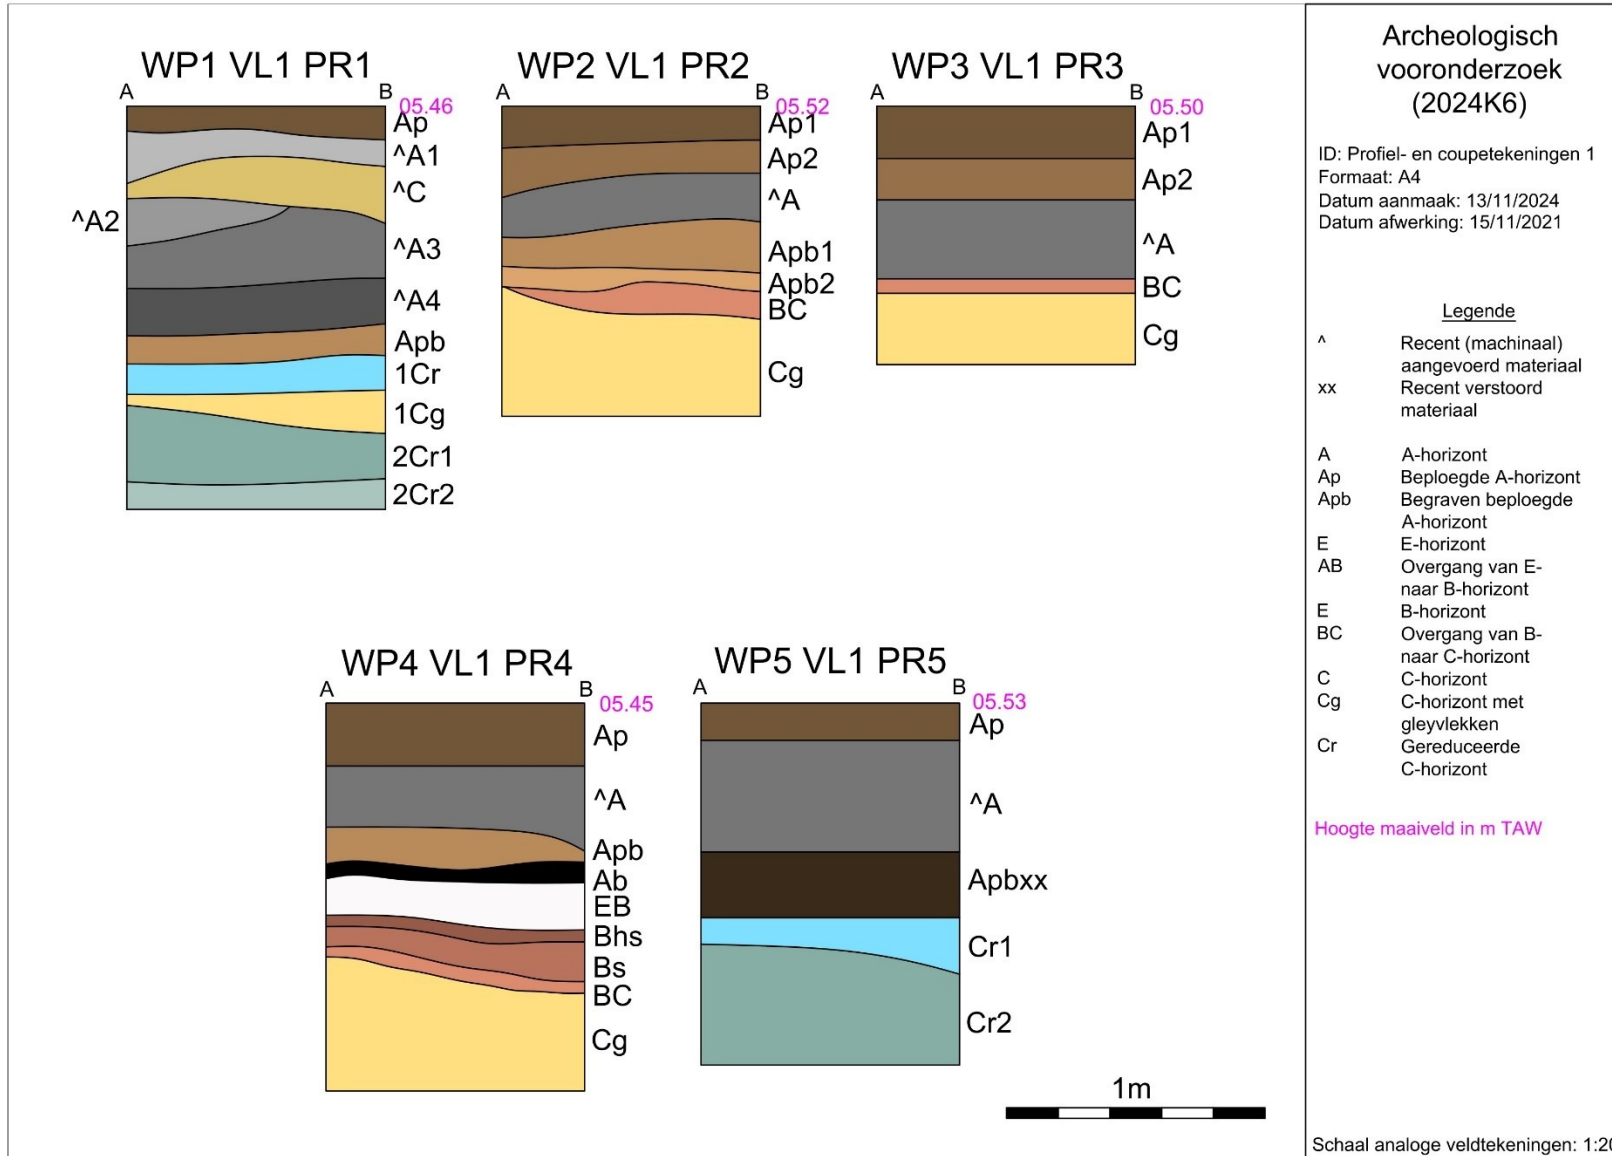 WP1 VL1 PR1
A
B
05.46
Ap
^A1
^C
^A2
^A3
^A4
Apb
1Cr
1Cg
2Cr1
2Cr2
WP2 VL1 PR2
A
B
05.52
Ap1
Ap2
^A
Apb1
Apb2
BC
Cg
WP3 VL1 PR3
A
B
05.50
Ap1
Ap2
^A
BC
Cg
WP4 VL1 PR4
A
B
05.45
Ap
^A
Apb
Ab
EB
Bhs
Bs
BC
Cg
WP5 VL1 PR5
A
B
05.53
Ap
^A
Apbxx
Cr1
Cr2
1m
Archeologisch
vooronderzoek
(2024K6)
ID: Profiel- en coupetekeningen 1
Formaat: A4
Datum aanmaak: 13/11/2024
Datum afwerking: 15/11/2021
Legende
^ Recent (machinaal)
aangevoerd materiaal
xx Recent verstoord
materiaal
A A-horizont
Ap Beploegde A-horizont
Apb Begraven beploegde
A-horizont
E E-horizont
AB Overgang van E-
naar B-horizont
E B-horizont
BC Overgang van B-
naar C-horizont
C C-horizont
Cg C-horizont met
gleyvlekken
Cr Gereduceerde
C-horizont
Hoogte maaiveld in m TAW
Schaal analoge veldtekeningen: 1:20